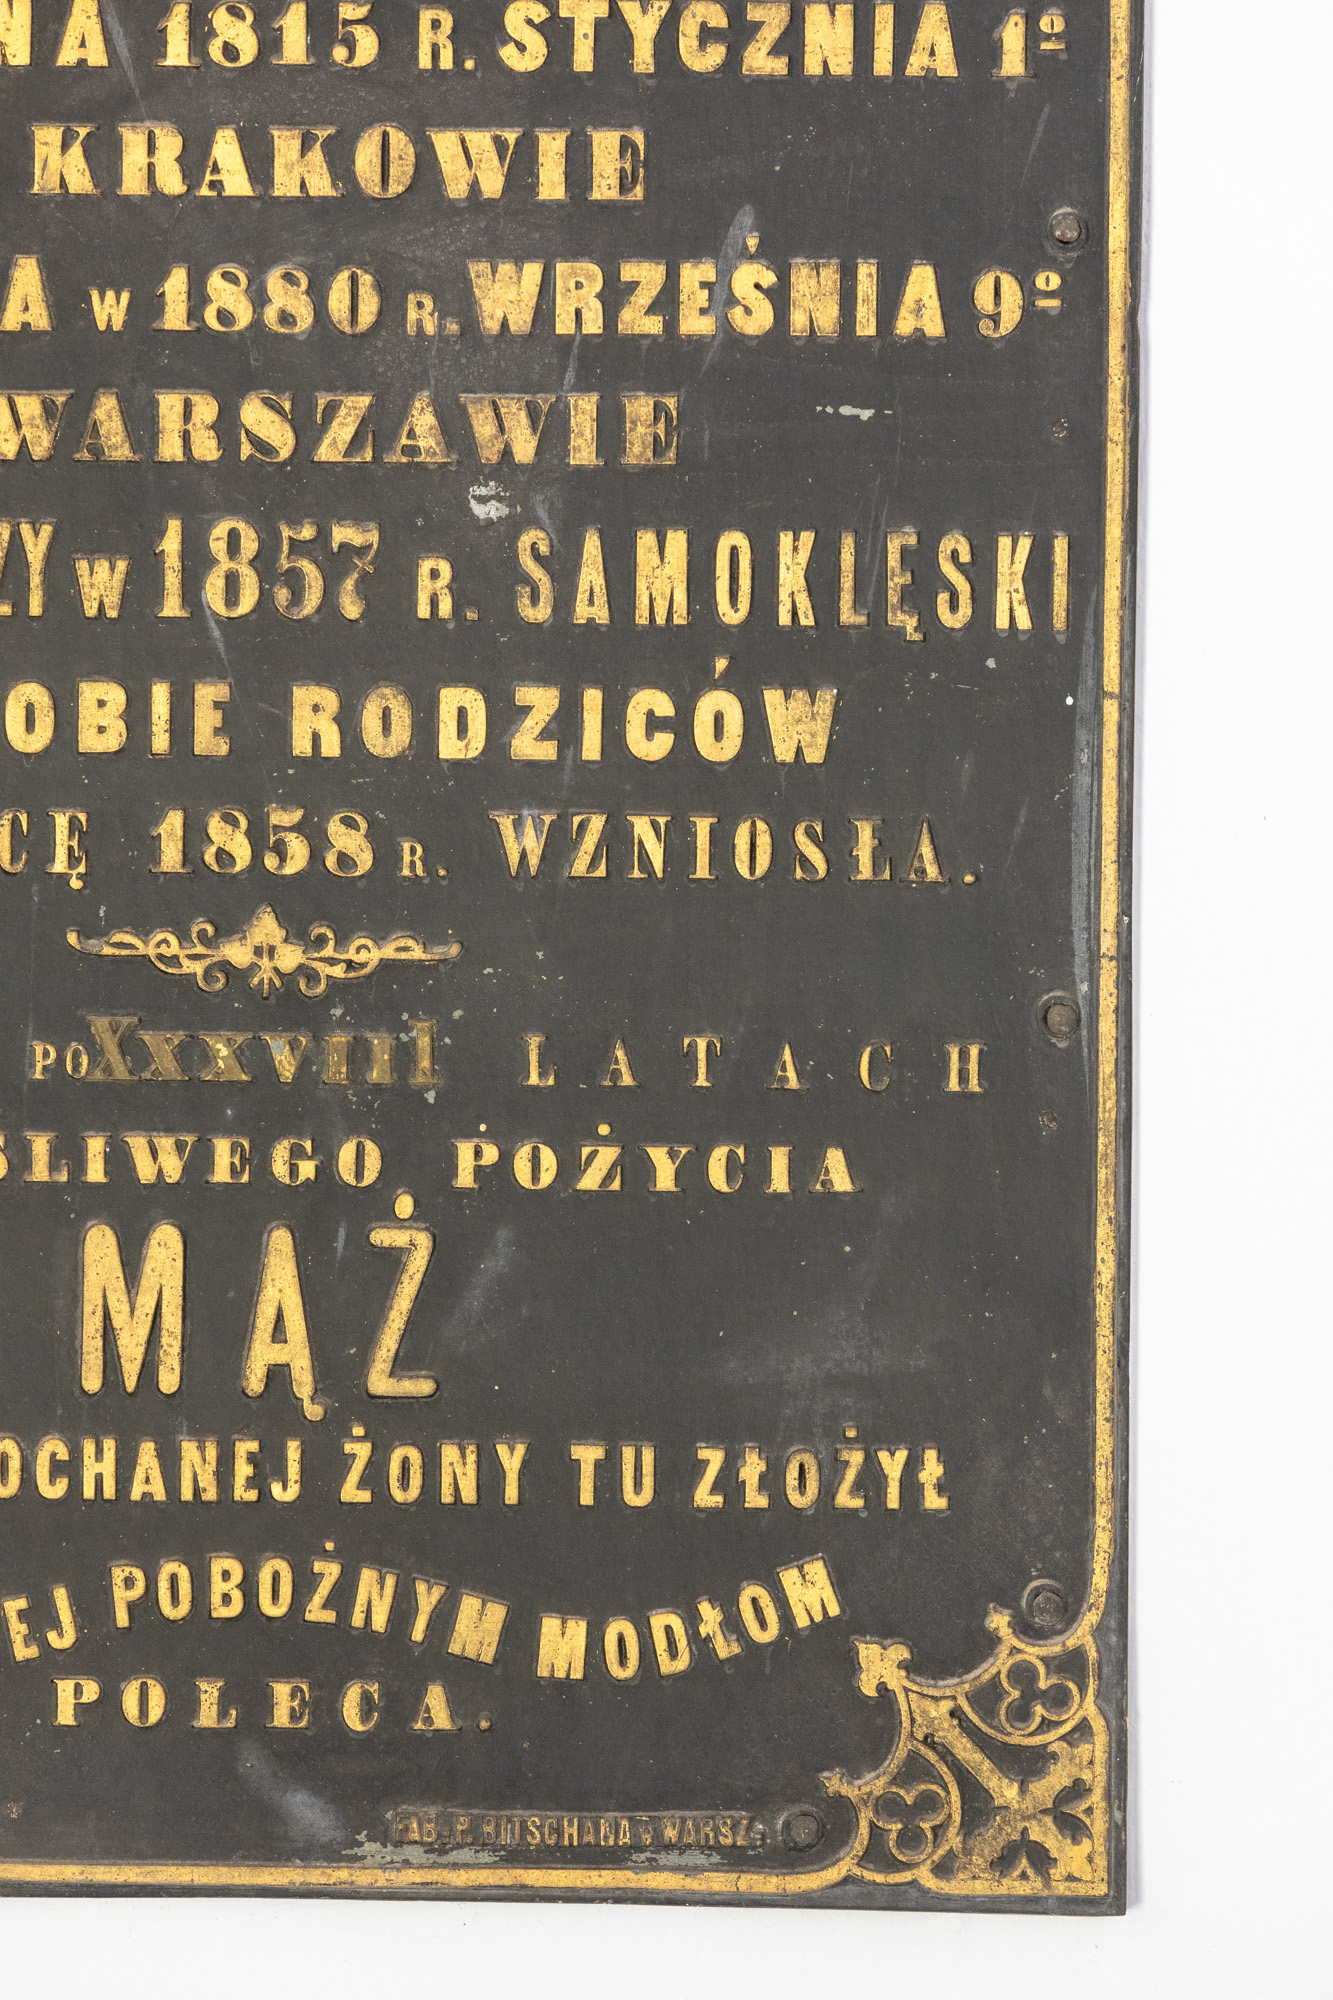 NA 1815 R. STYCZNIA 1º
KRAKOWIE
A W 1880 R. WRZEŚNIA 9º
WARSZAWIE
ZY W 1857 R. SAMOKLĘSKI
OBIE RODZICÓW
CĘ 1858 R. WZNIOSŁA.
PO XXXVIII LATACH
ŚLIWEGO POŻYCIA
MĄŻ
OCHANEJ ŻONY TU ZŁOŻYŁ
EJ POBOŻNYM MODŁOM
POLECA.
FAB. P. BITSCHANA W WARSZ.